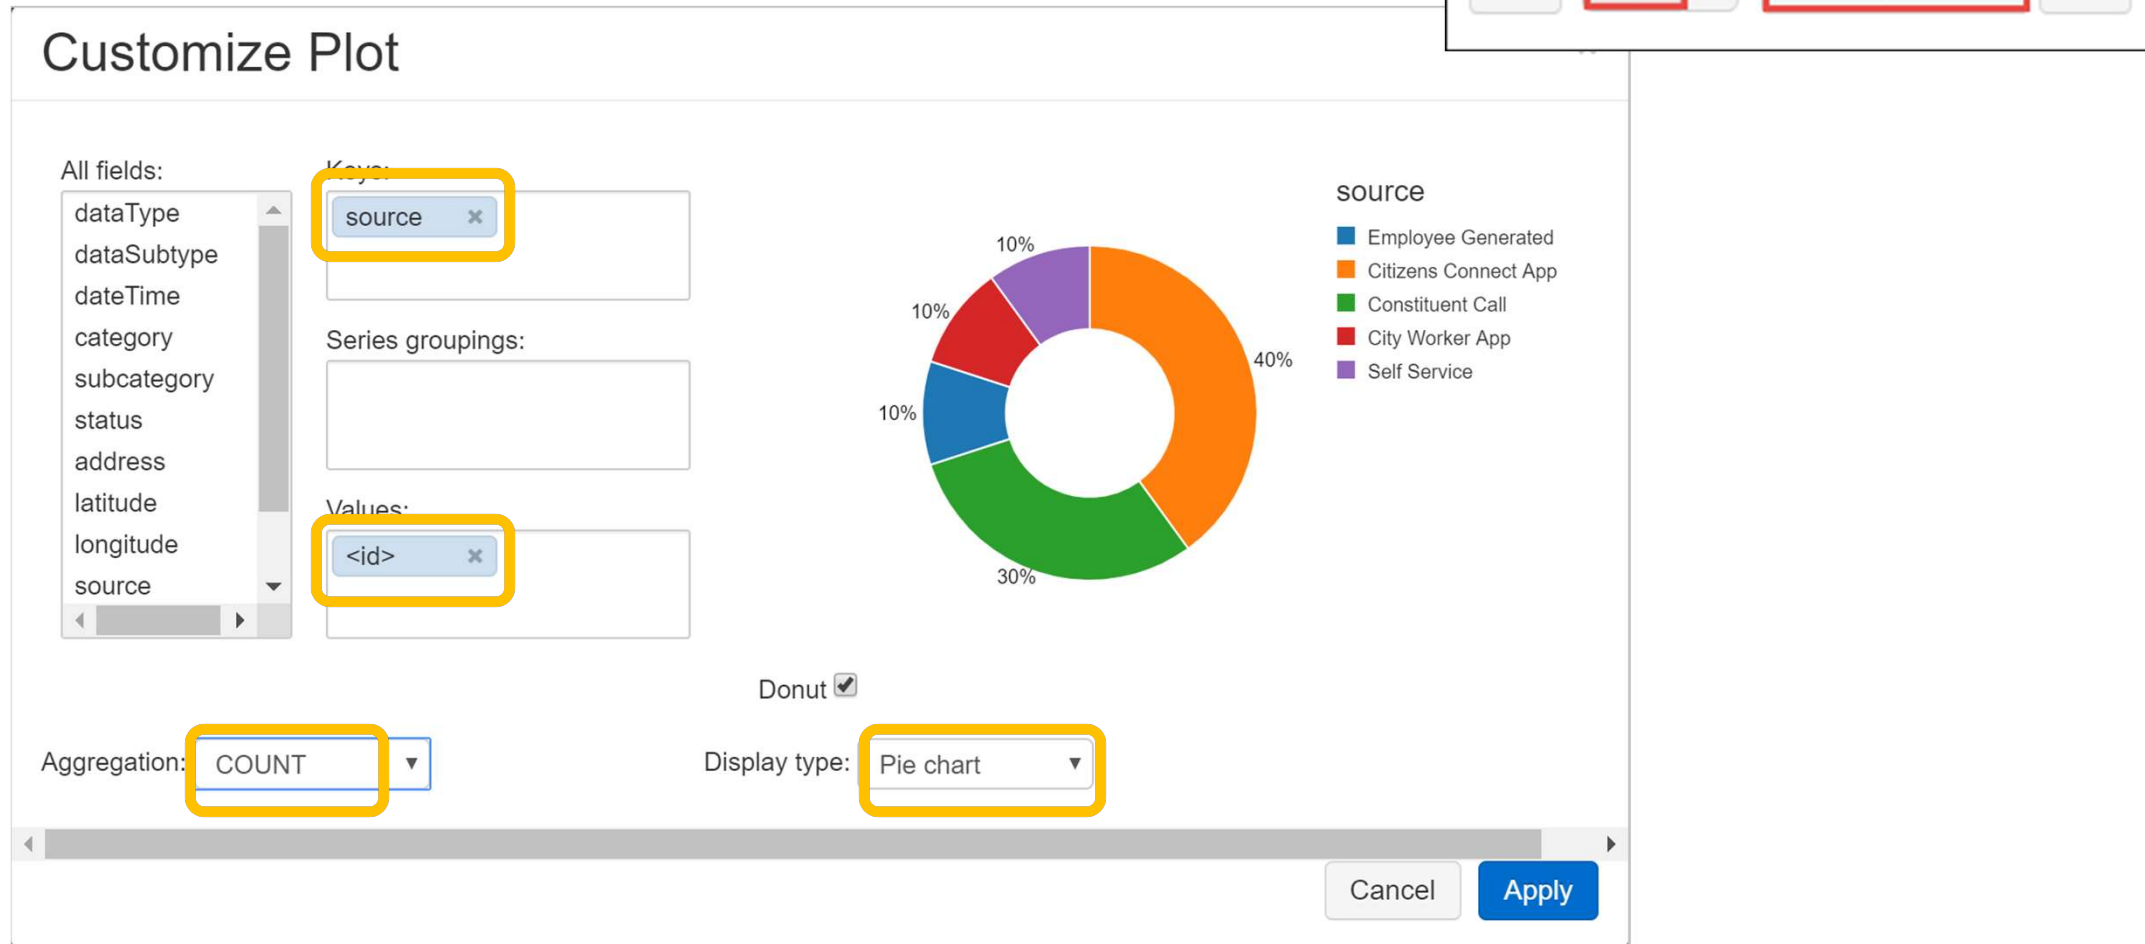 Customize Plot
All fields:
dataType
dataSubtype
dateTime
category
subcategory
status
address
latitude
longitude
source
Keys:
source
Series groupings:
Values:
<id>
10%
10%
10%
40%
30%
source
Employee Generated
Citizens Connect App
Constituent Call
City Worker App
Self Service
Donut
Aggregation: COUNT
Display type: Pie chart
Cancel
Apply